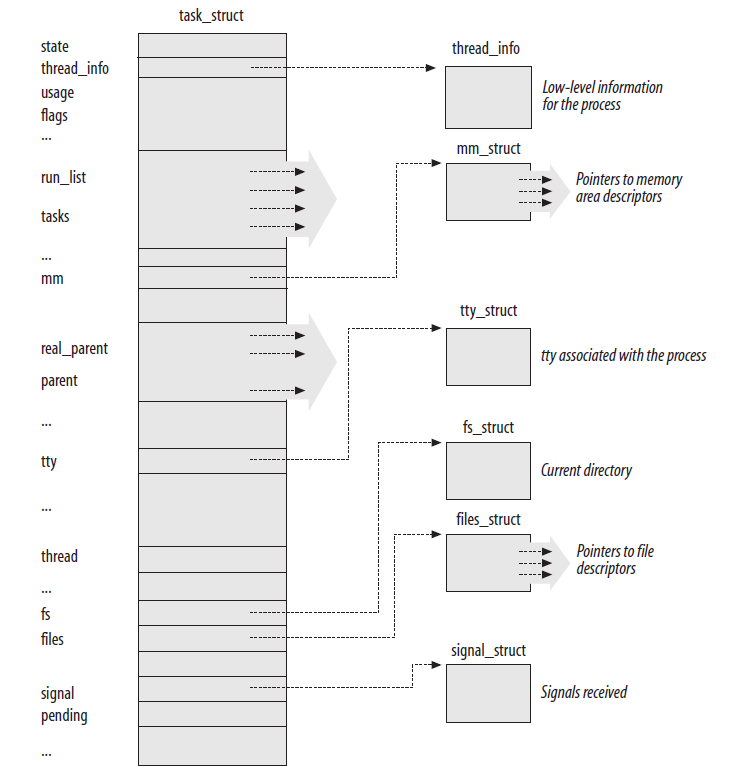 task_struct
state
thread_info
usage
flags
...
run_list
tasks
...
mm
real_parent
parent
...
tty
...
thread
...
fs
files
signal
pending
...
thread_info
Low-level information
for the process
mm_struct
Pointers to memory
area descriptors
tty_struct
tty associated with the process
fs_struct
Current directory
files_struct
Pointers to file
descriptors
signal_struct
Signals received